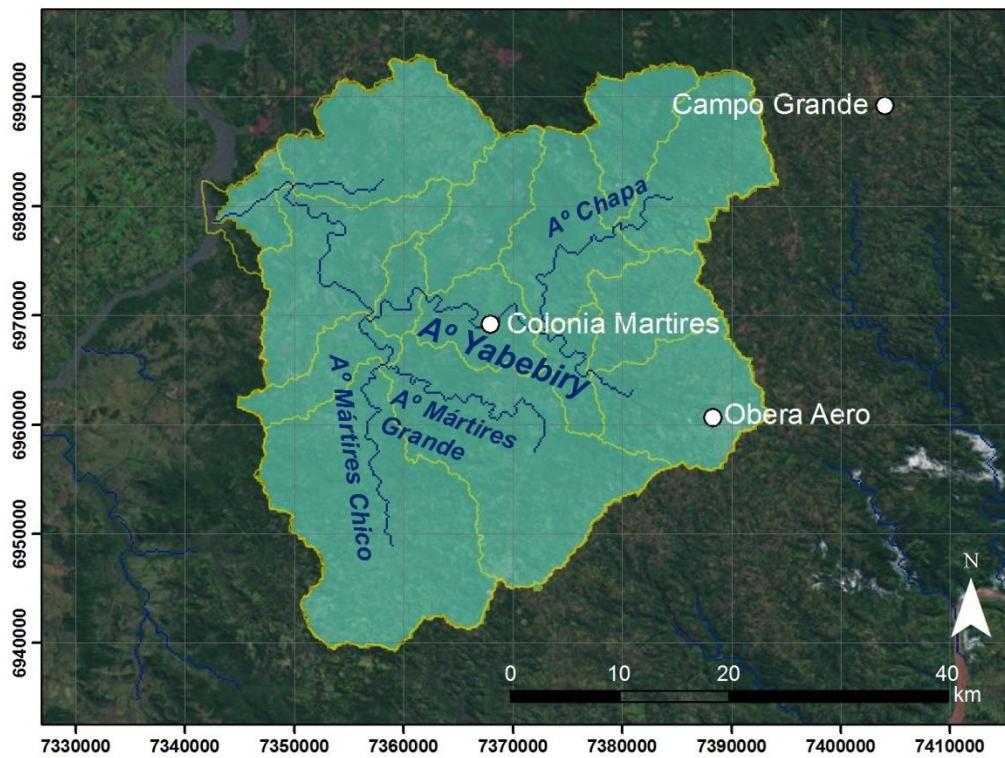 6990000
6980000
6970000
6960000
6950000
6940000
Campo Grande
Aº Chapa
Colonia Martires
Aº Yabebiry
Aº Mártires
Grande
Aº Mártires Chico
Obera Aero
N
0 10 20 40
km
7330000 7340000 7350000 7360000 7370000 7380000 7390000 7400000 7410000